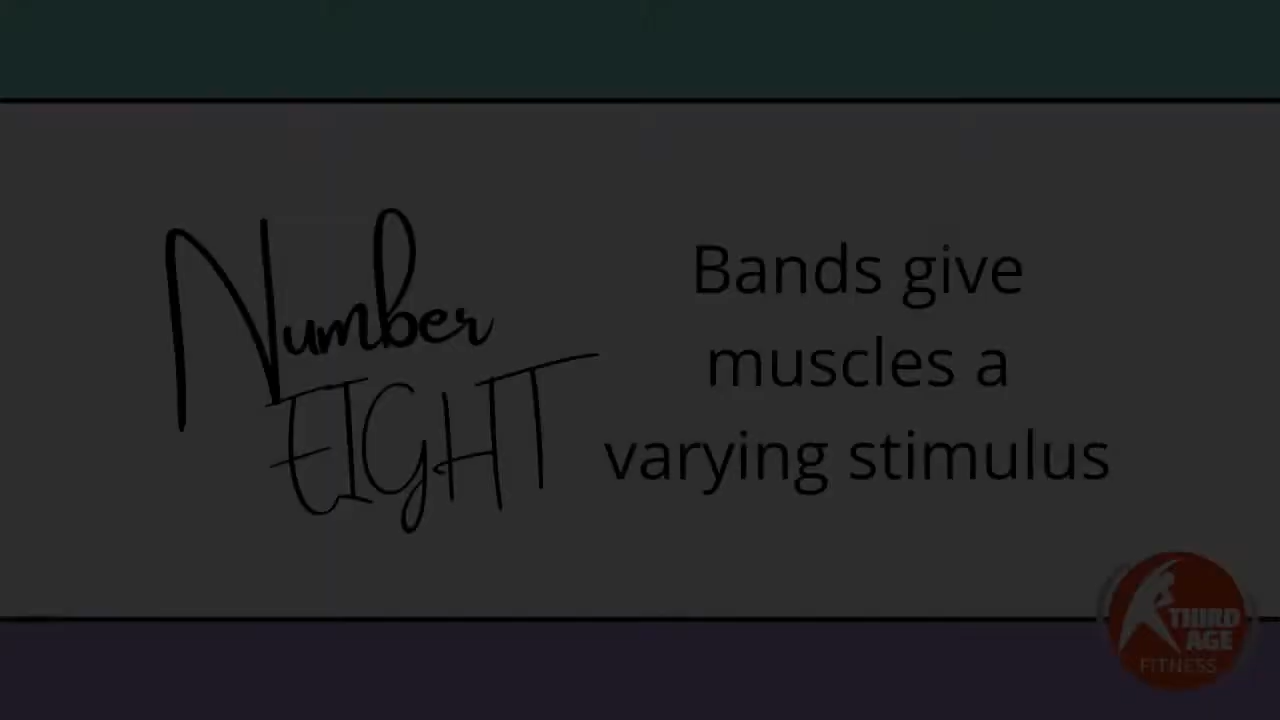 Number
EIGHT
Bands give
muscles a
varying stimulus
THIRD
AGE
FITNESS